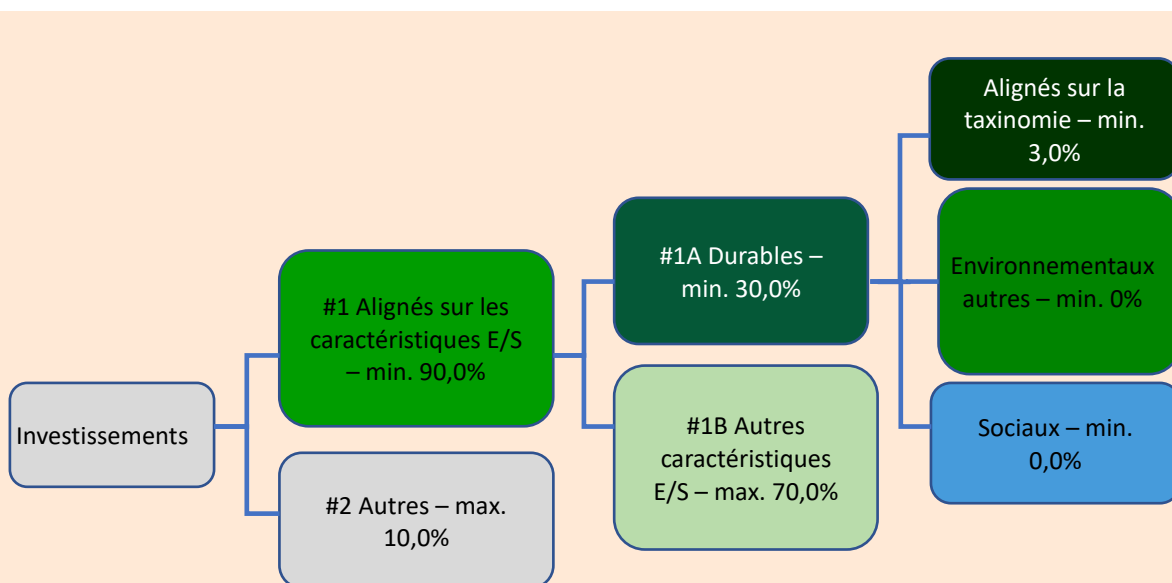 Investissements
#1 Alignés sur les
caractéristiques E/S
– min. 90,0%
#2 Autres – max.
10,0%
#1A Durables –
min. 30,0%
#1B Autres
caractéristiques
E/S – max. 70,0%
Alignés sur la
taxinomie – min.
3,0%
Environnementaux
autres – min. 0%
Sociaux – min.
0,0%